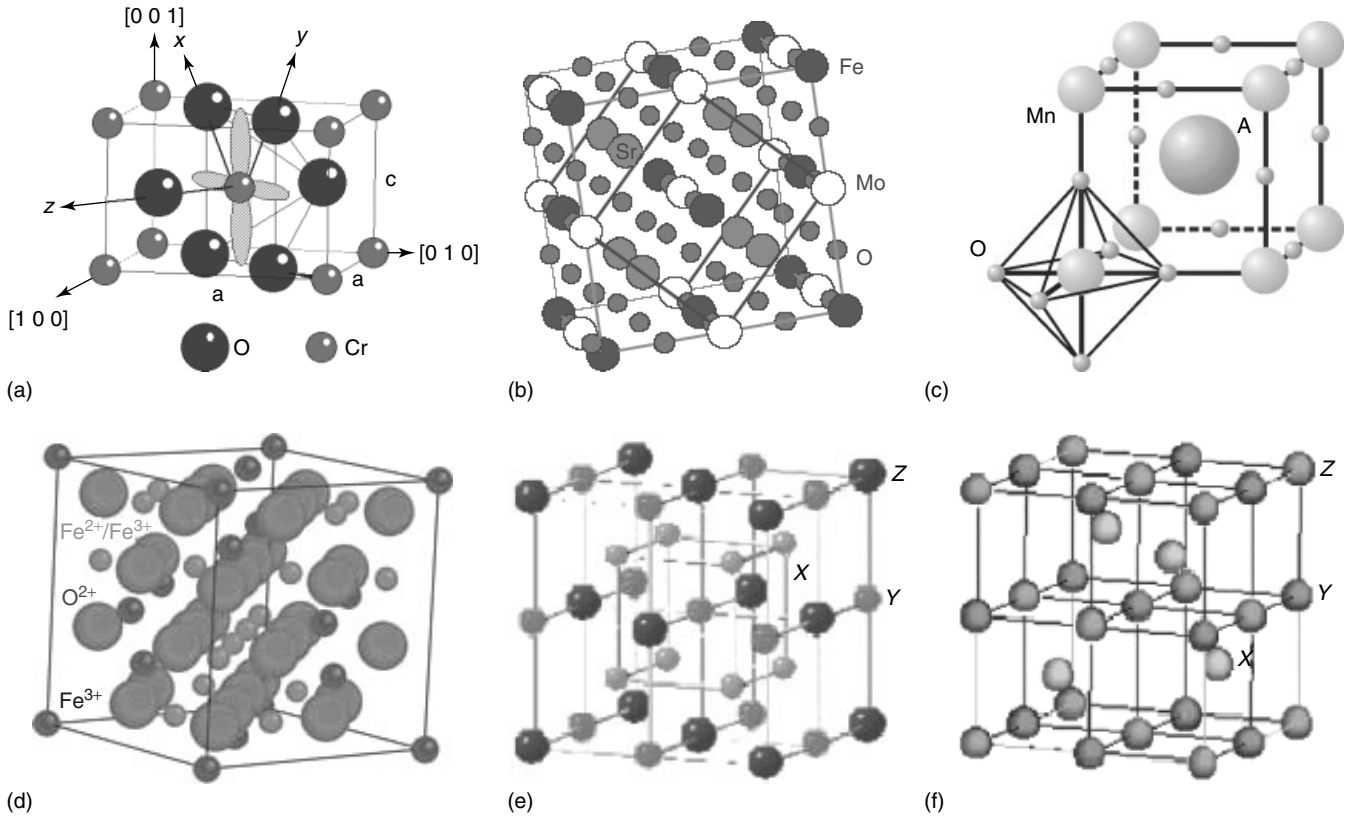 [0 0 1]
x
y
z
c
[0 1 0]
a
a
[1 0 0]
O
Cr
(a)
Fe
Sr
Mo
O
(b)
Mn
A
O
(c)
Fe2+/Fe3+
O2+
Fe3+
(d)
Z
X
Y
(e)
Z
Y
X
(f)